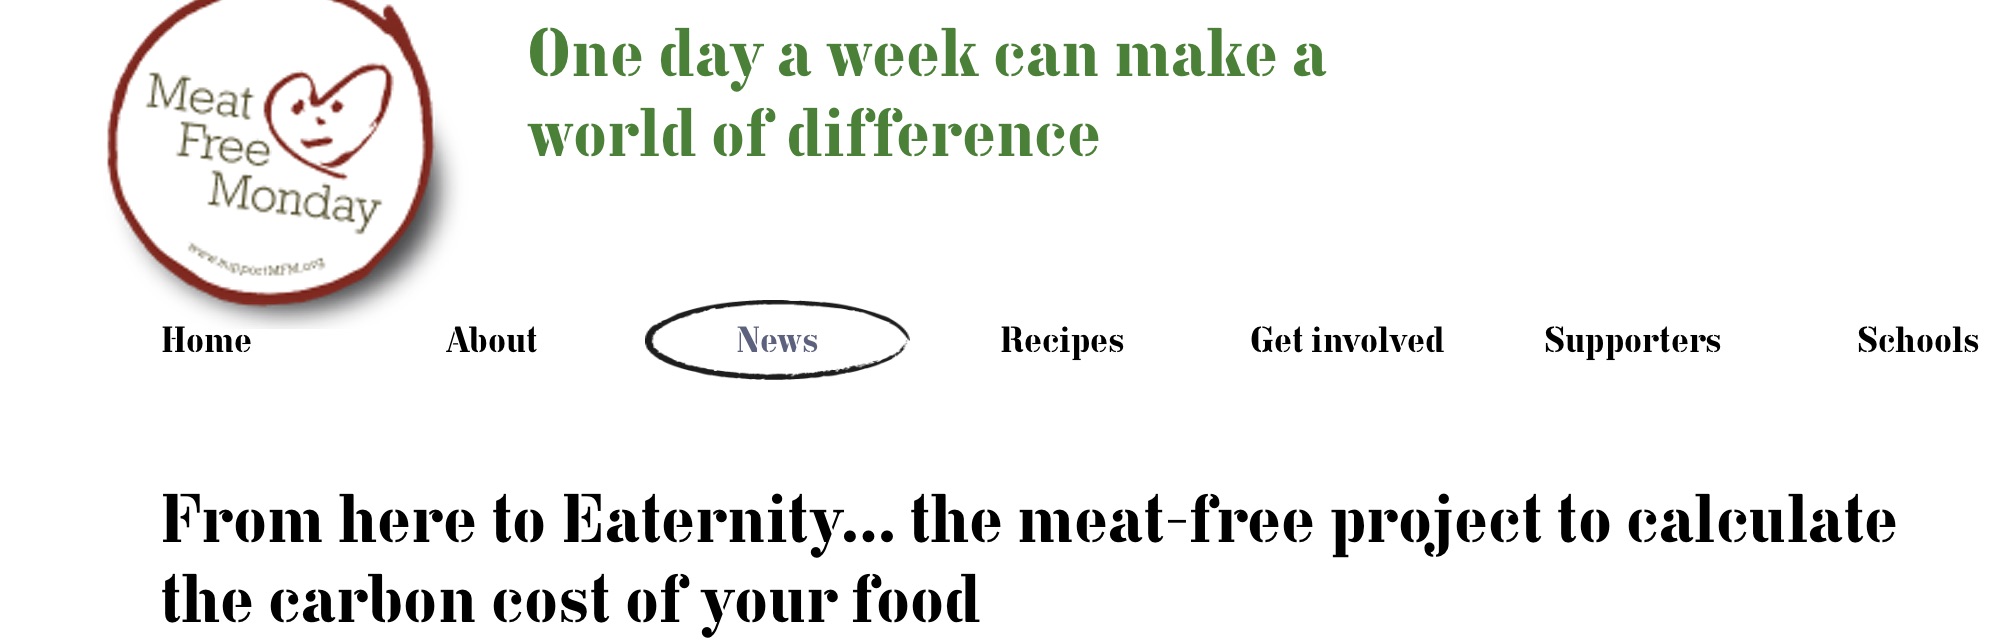 Meat
Free
Monday
www.supportMFM.org
One day a week can make a
world of difference
Home About News Recipes Get involved Supporters Schools
From here to Eaternity... the meat-free project to calculate
the carbon cost of your food